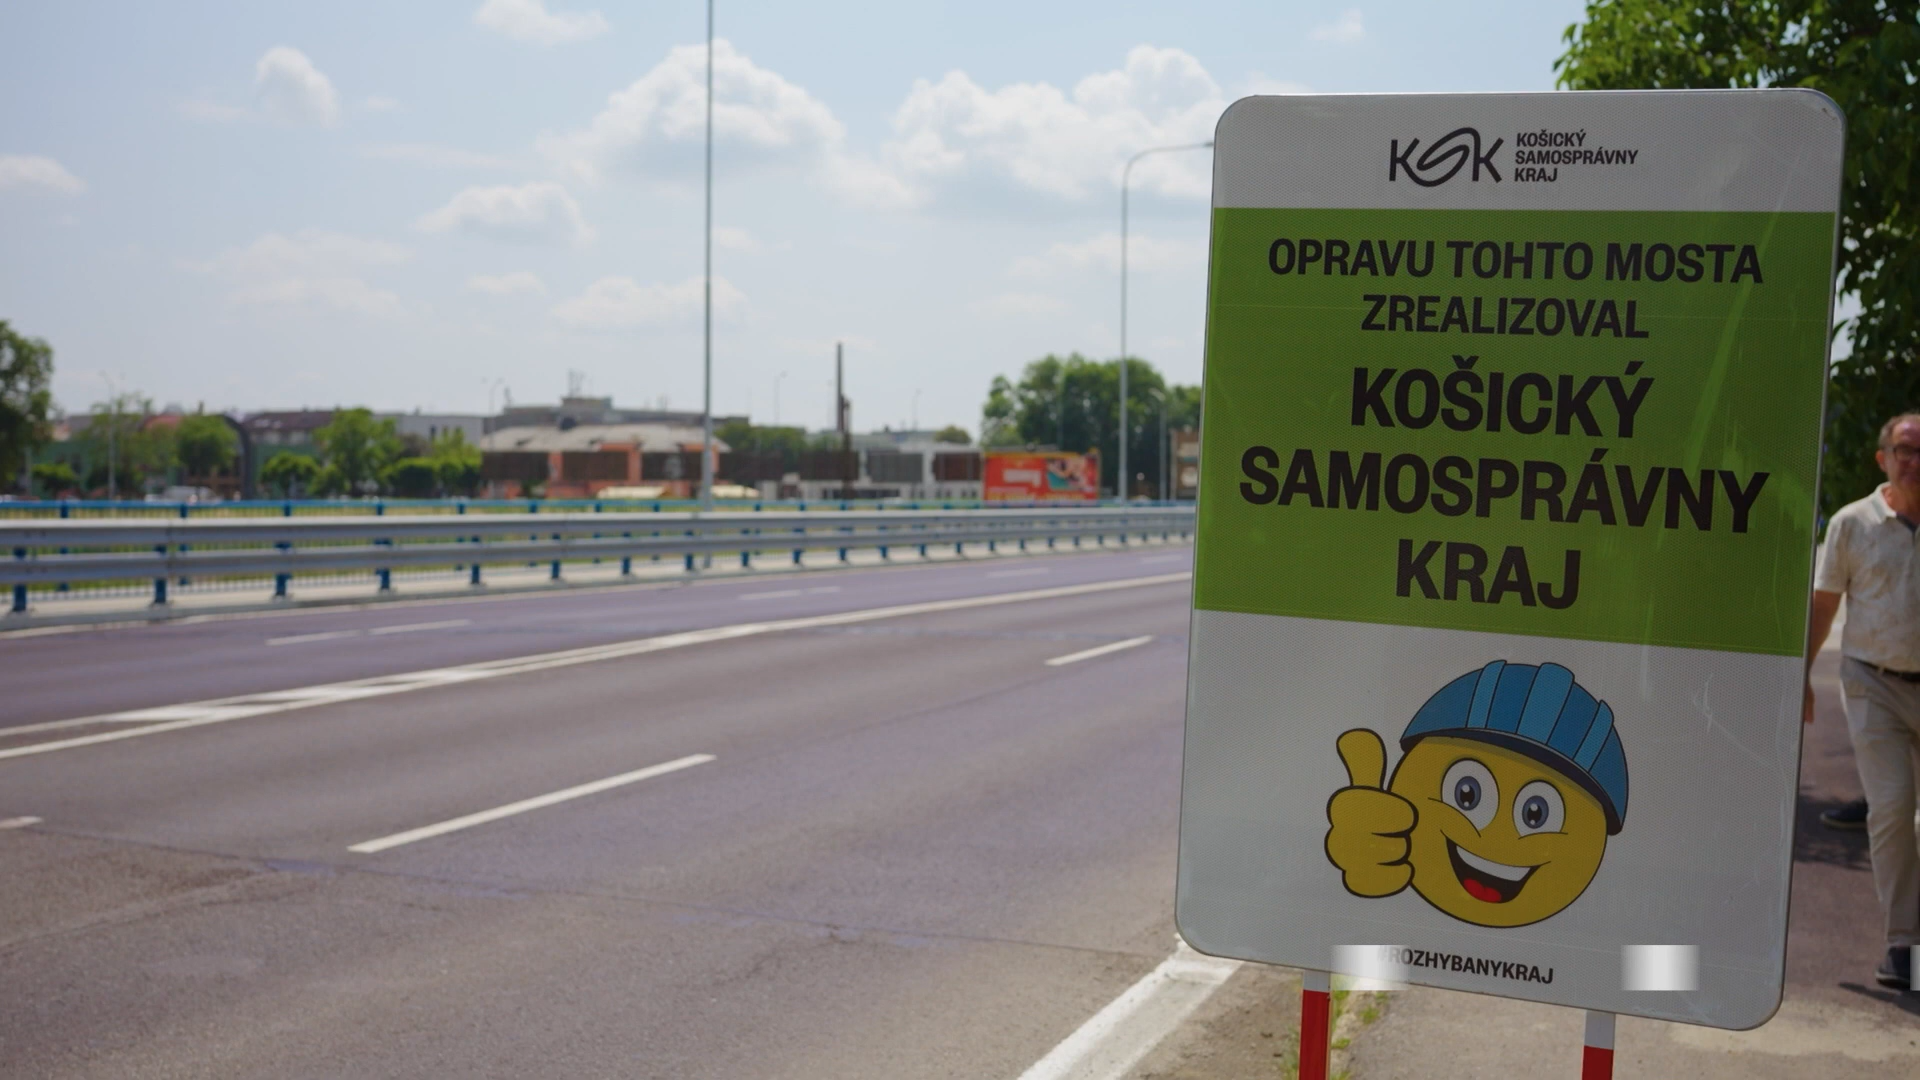 KSK KOŠICKÝ
SAMOSPRÁVNY
KRAJ
OPRAVU TOHTO MOSTA
ZREALIZOVAL
KOŠICKÝ
SAMOSPRÁVNY
KRAJ
#ROZHYBANYKRAJ